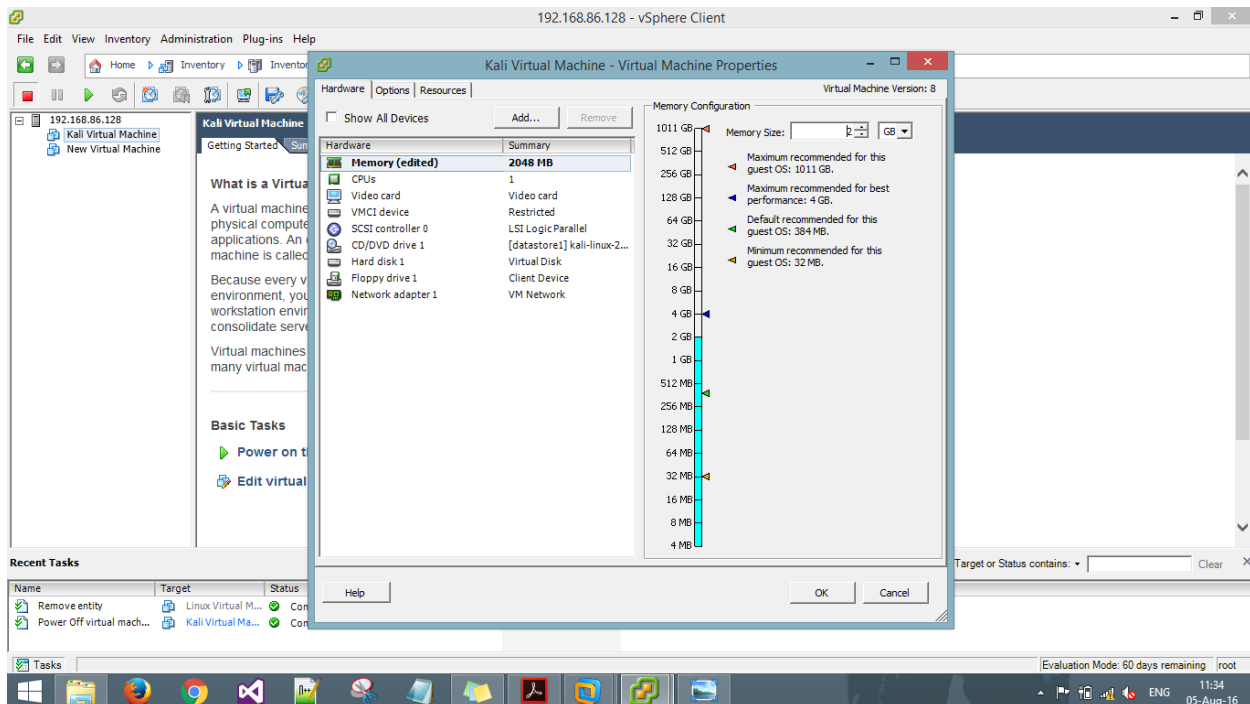 192.168.86.128 - vSphere Client
File Edit View Inventory Administration Plug-ins Help
Home Inventory Inventor
192.168.86.128
Kali Virtual Machine
New Virtual Machine
Kali Virtual Machine
Getting Started Sun
What is a Virtua
A virtual machine
physical compute
applications. An
machine is called
Because every v
environment, you
workstation envir
consolidate serve
Virtual machines
many virtual mac
Basic Tasks
Power on t
Edit virtual
Kali Virtual Machine - Virtual Machine Properties
Hardware Options Resources
Virtual Machine Version: 8
Show All Devices
Add...
Remove
Hardware Summary
Memory (edited) 2048 MB
CPUs 1
Video card Video card
VMCI device Restricted
SCSI controller 0 LSI Logic Parallel
CD/DVD drive 1 [datastore1] kali-linux-2...
Hard disk 1 Virtual Disk
Floppy drive 1 Client Device
Network adapter 1 VM Network
Memory Configuration
Memory Size: 2 GB
1011 GB
512 GB
256 GB
128 GB
64 GB
32 GB
16 GB
8 GB
4 GB
2 GB
1 GB
512 MB
256 MB
128 MB
64 MB
32 MB
16 MB
8 MB
4 MB
Maximum recommended for this
guest OS: 1011 GB.
Maximum recommended for best
performance: 4 GB.
Default recommended for this
guest OS: 384 MB.
Minimum recommended for this
guest OS: 32 MB.
Help
OK
Cancel
Recent Tasks
Target or Status contains:
Clear
Name Target Status
Remove entity Linux Virtual M... Con
Power Off virtual mach... Kali Virtual Ma... Con
Tasks
Evaluation Mode: 60 days remaining root
ENG
11:34
05-Aug-16